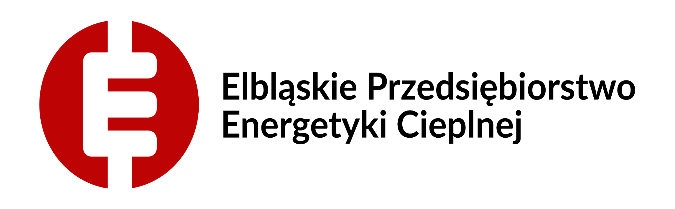 Elbląskie Przedsiębiorstwo
Energetyki Cieplnej